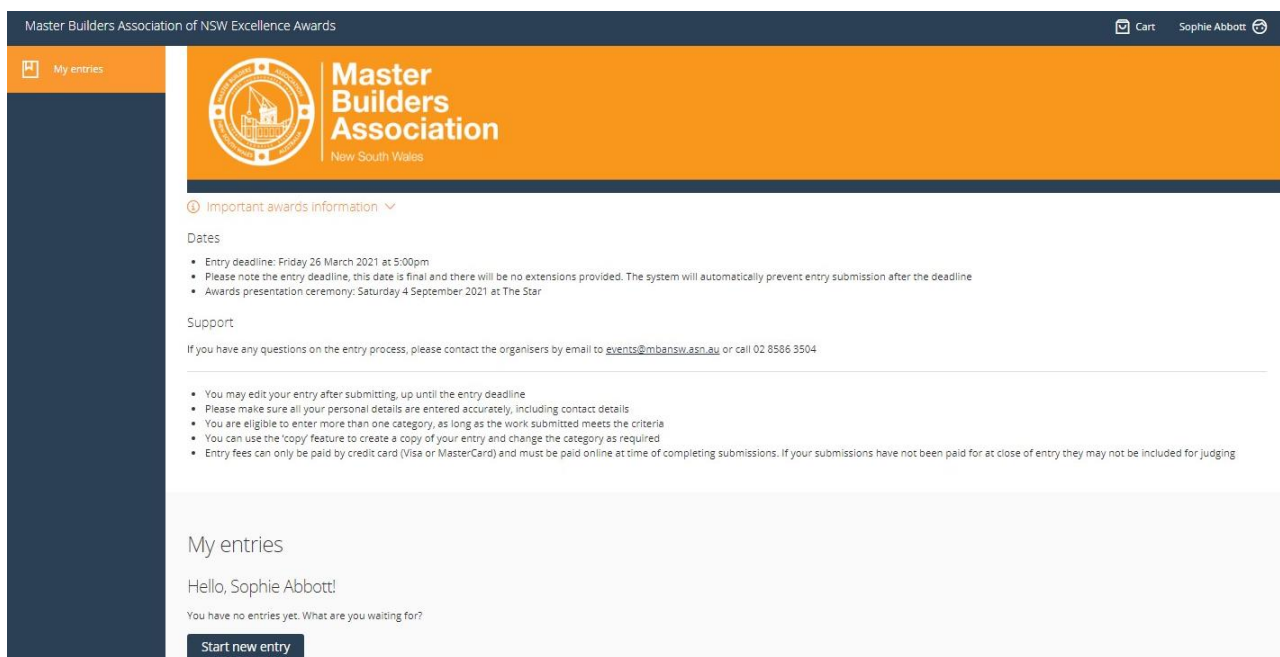 Master Builders Association of NSW Excellence Awards
Cart
Sophie Abbott
My entries
Master
Builders
Association
New South Wales
Important awards information
Dates
• Entry deadline: Friday 26 March 2021 at 5:00pm
• Please note the entry deadline, this date is final and there will be no extensions provided. The system will automatically prevent entry submission after the deadline
• Awards presentation ceremony: Saturday 4 September 2021 at The Star
Support
If you have any questions on the entry process, please contact the organisers by email to events@mbansw.asn.au or call 02 8586 3504
• You may edit your entry after submitting, up until the entry deadline
• Please make sure all your personal details are entered accurately, including contact details
• You are eligible to enter more than one category, as long as the work submitted meets the criteria
• You can use the 'copy' feature to create a copy of your entry and change the category as required
• Entry fees can only be paid by credit card (Visa or MasterCard) and must be paid online at time of completing submissions. If your submissions have not been paid for at close of entry they may not be included for judging
My entries
Hello, Sophie Abbott!
You have no entries yet. What are you waiting for?
Start new entry